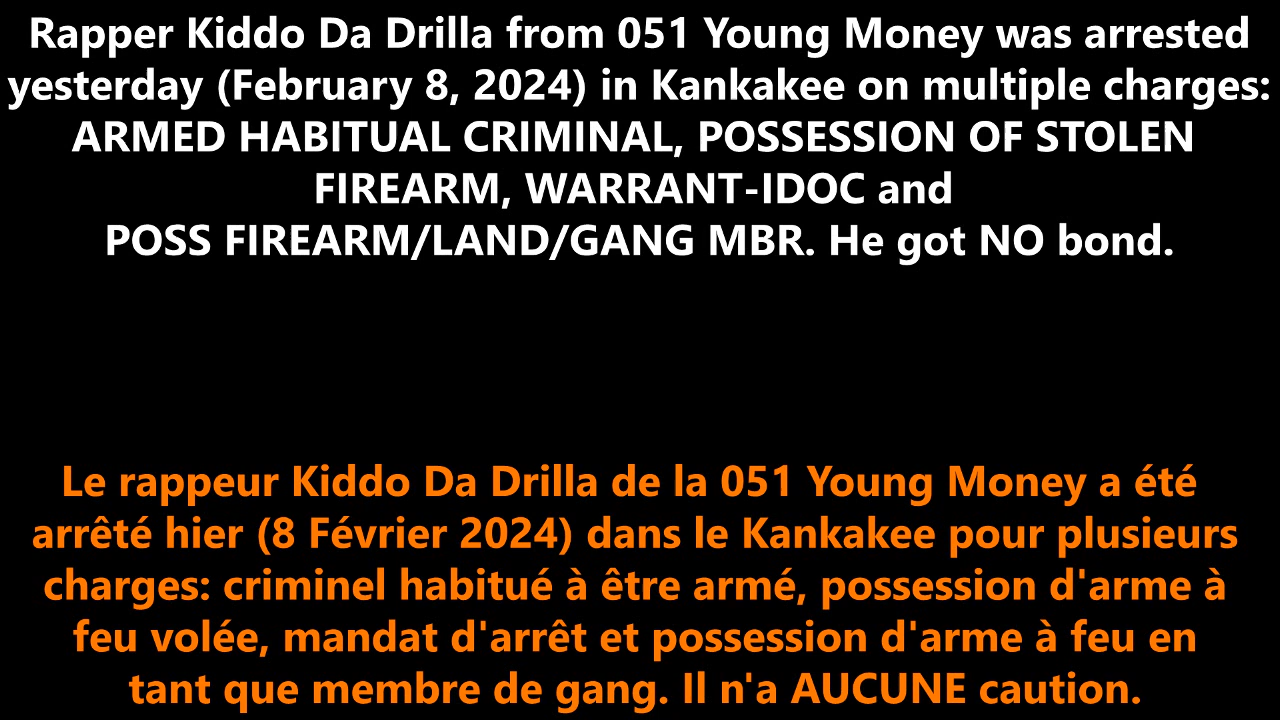 Rapper Kiddo Da Drilla from 051 Young Money was arrested
yesterday (February 8, 2024) in Kankakee on multiple charges:
ARMED HABITUAL CRIMINAL, POSSESSION OF STOLEN
FIREARM, WARRANT-IDOC and
POSS FIREARM/LAND/GANG MBR. He got NO bond.
Le rappeur Kiddo Da Drilla de la 051 Young Money a été
arrêté hier (8 Février 2024) dans le Kankakee pour plusieurs
charges: criminel habitué à être armé, possession d'arme à
feu volée, mandat d'arrêt et possession d'arme à feu en
tant que membre de gang. Il n'a AUCUNE caution.